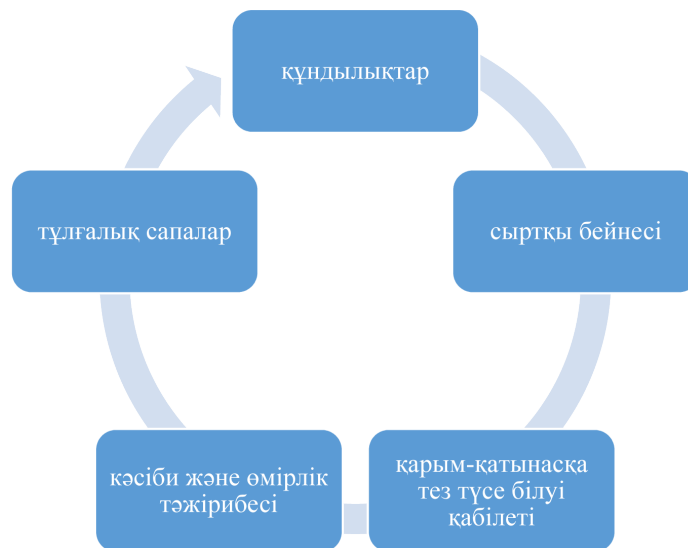 құндылықтар
сыртқы бейнесі
қарым-қатынасқа
тез түсе білуі
қабілеті
кәсіби және өмірлік
тәжірибесі
тұлғалық сапалар